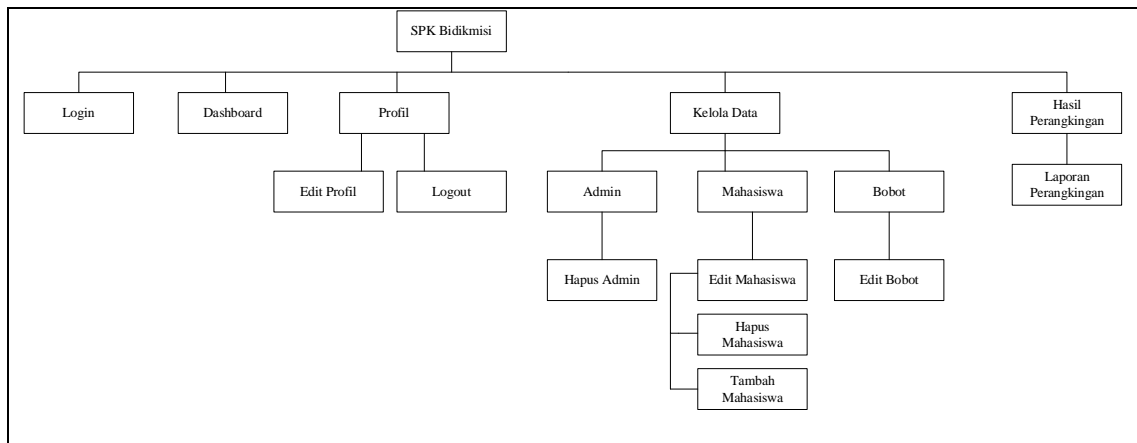 SPK Bidikmisi
Login
Dashboard
Profil
Kelola Data
Hasil
Perangkingan
Edit Profil
Logout
Admin
Mahasiswa
Bobot
Laporan
Perangkingan
Hapus Admin
Edit Mahasiswa
Edit Bobot
Hapus
Mahasiswa
Tambah
Mahasiswa